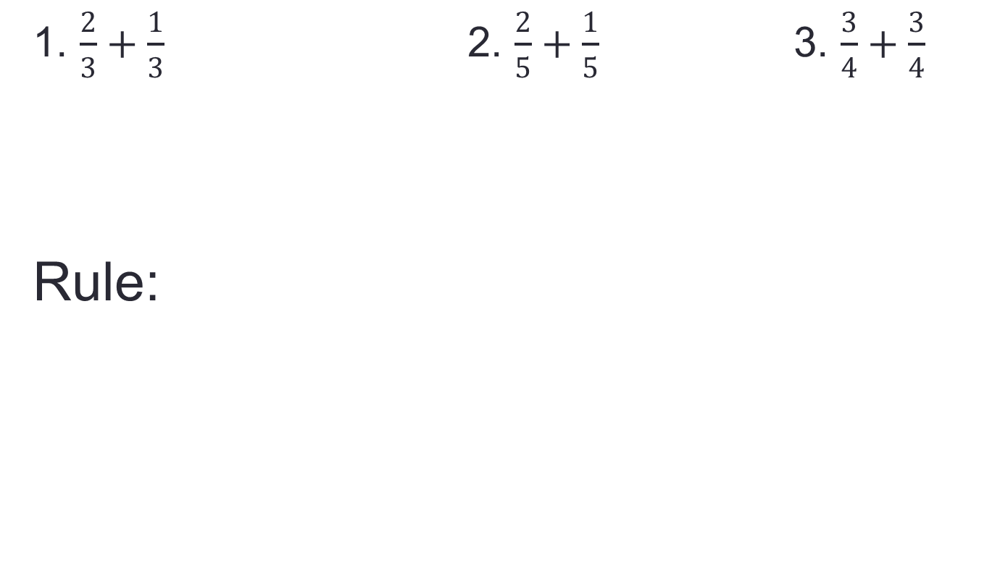 1. 2/3 + 1/3 2. 2/5 + 1/5 3. 3/4 + 3/4
Rule: